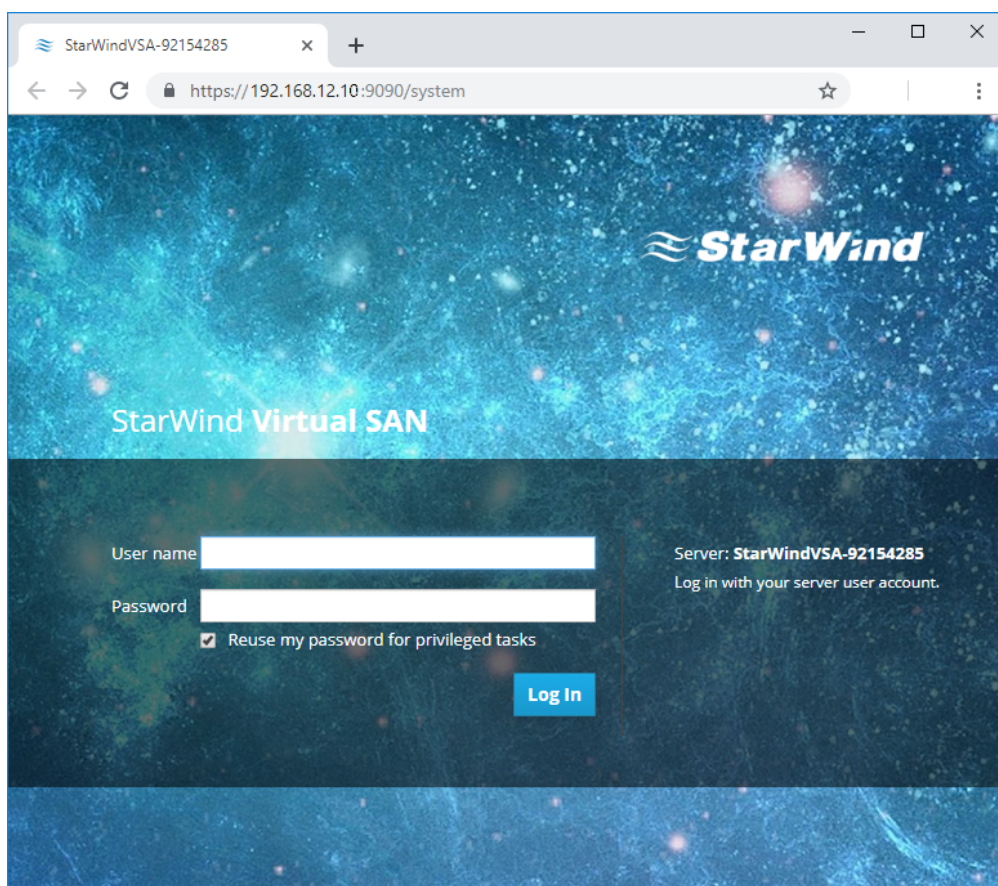 StarWindVSA-92154285
https://192.168.12.10:9090/system
StarWind
StarWind Virtual SAN
User name
Server: StarWindVSA-92154285
Log in with your server user account.
Password
Reuse my password for privileged tasks
Log In